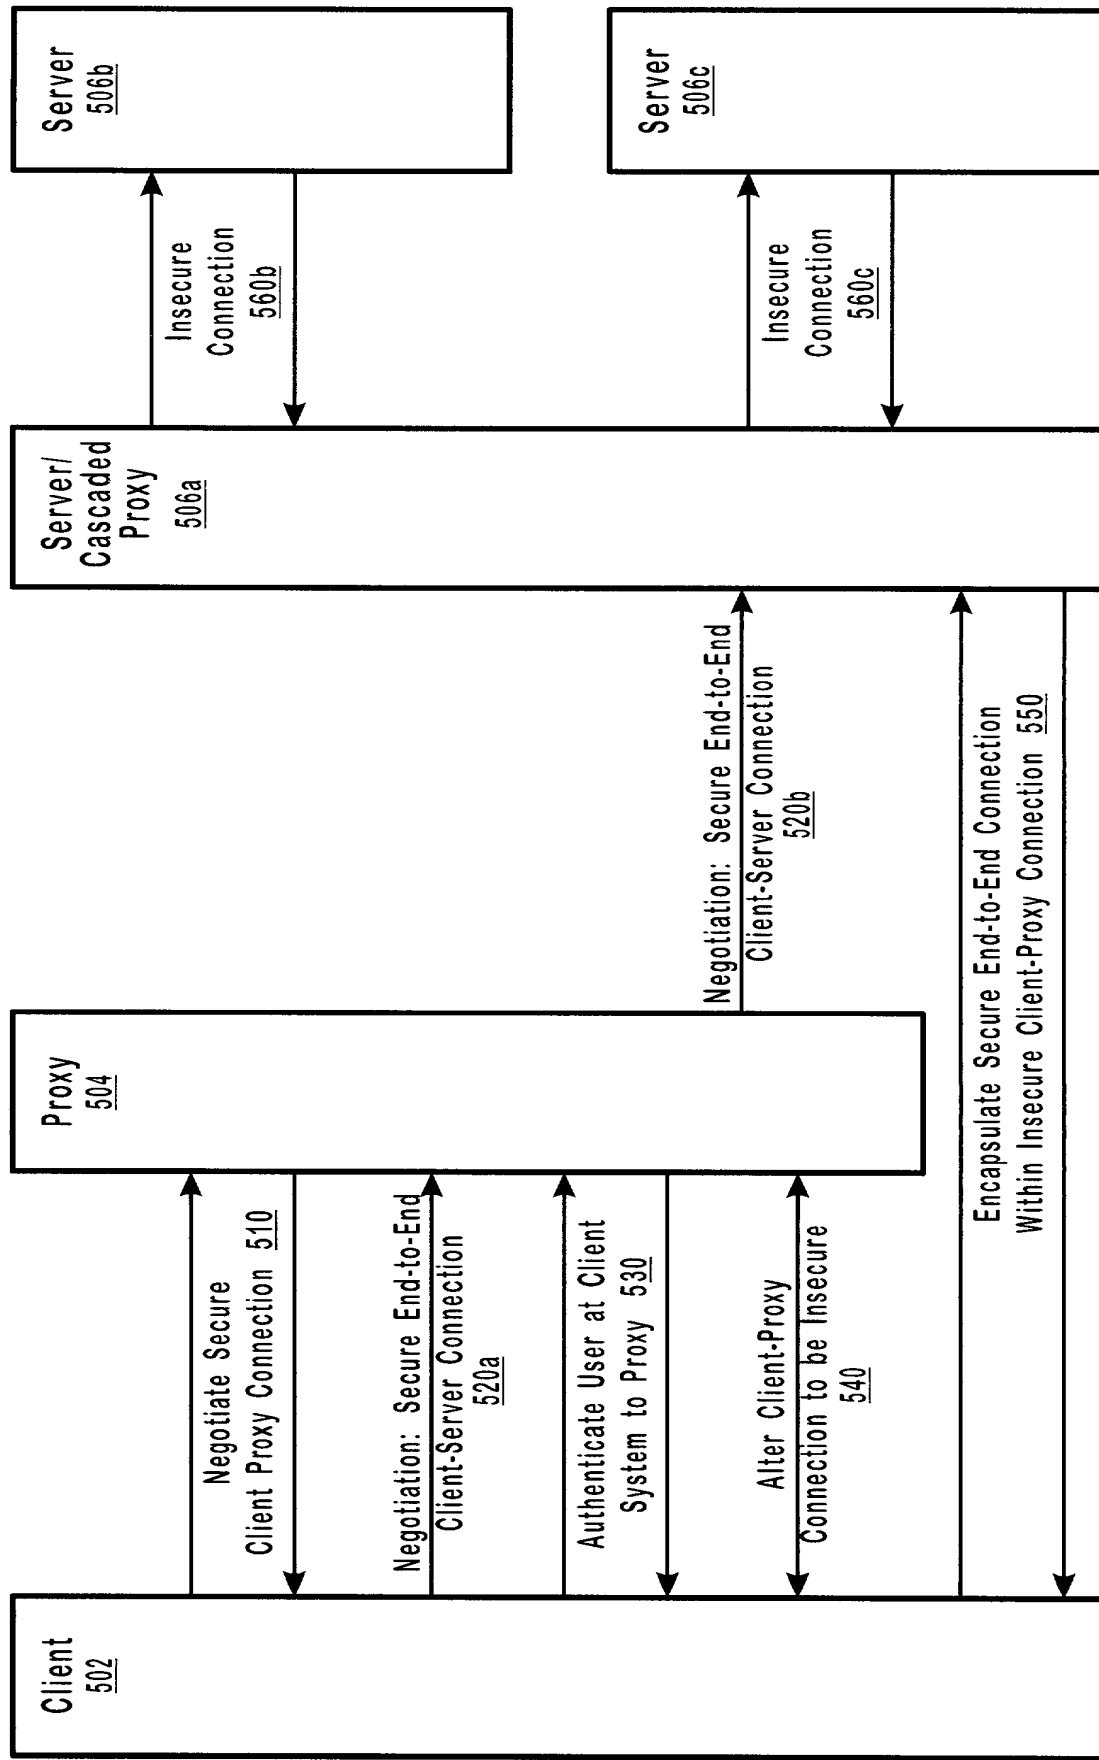 Client
502
Proxy
504
Server/
Cascaded
Proxy
506a
Server
506b
Server
506c
Negotiate Secure
Client Proxy Connection 510
Negotiation: Secure End-to-End
Client-Server Connection
520a
Authenticate User at Client
System to Proxy 530
Alter Client-Proxy
Connection to be Insecure
540
Negotiation: Secure End-to-End
Client-Server Connection
520b
Encapsulate Secure End-to-End Connection
Within Insecure Client-Proxy Connection 550
Insecure
Connection
560b
Insecure
Connection
560c